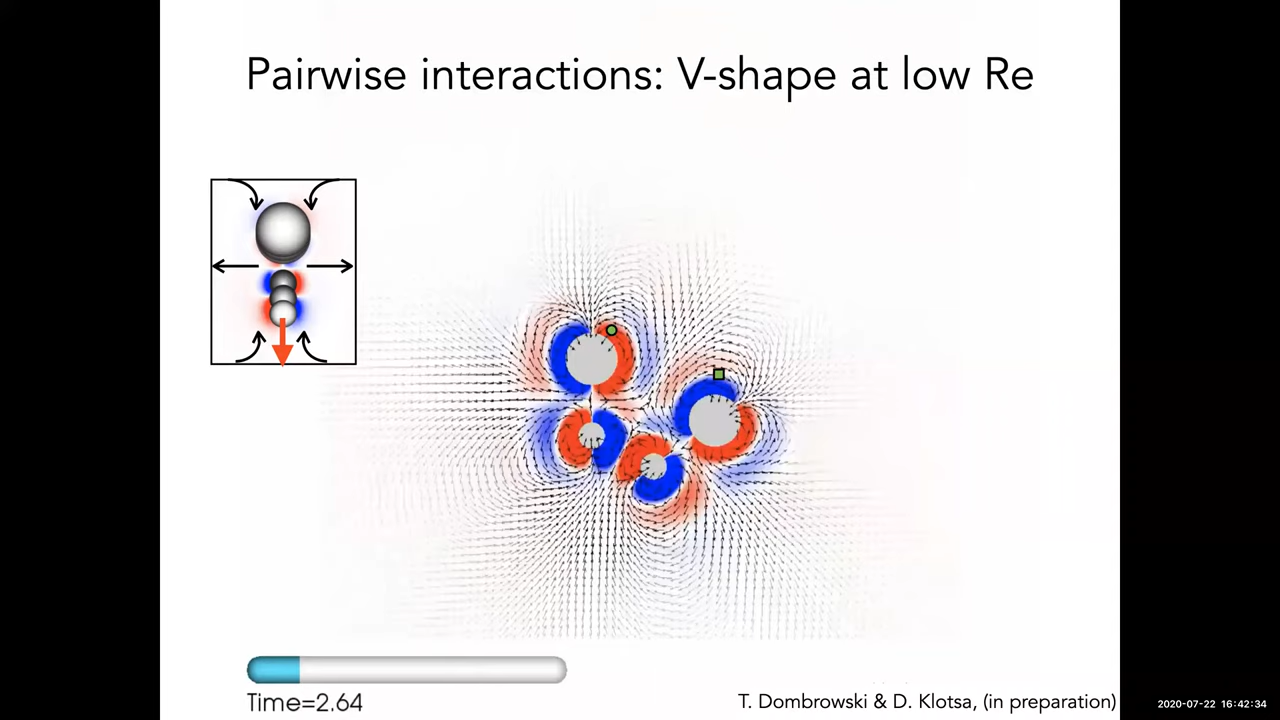 Pairwise interactions: V-shape at low Re
Time=2.64
T. Dombrowski & D. Klotsa, (in preparation)
2020-07-22 16:42:34